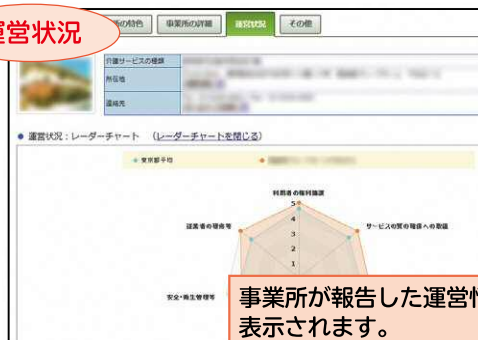 運営状況
所の特色 事業所の詳細 運営状況 その他
介護サービスの種類
所在地
連絡先
● 運営状況：レーダーチャート （レーダーチャートを閉じる）
東京都平均
利用者の権利擁護
5
4
3
2
1
従業者の研修等
サービスの質の確保への取組
安全・衛生管理等
事業所が報告した運営
表示されます。